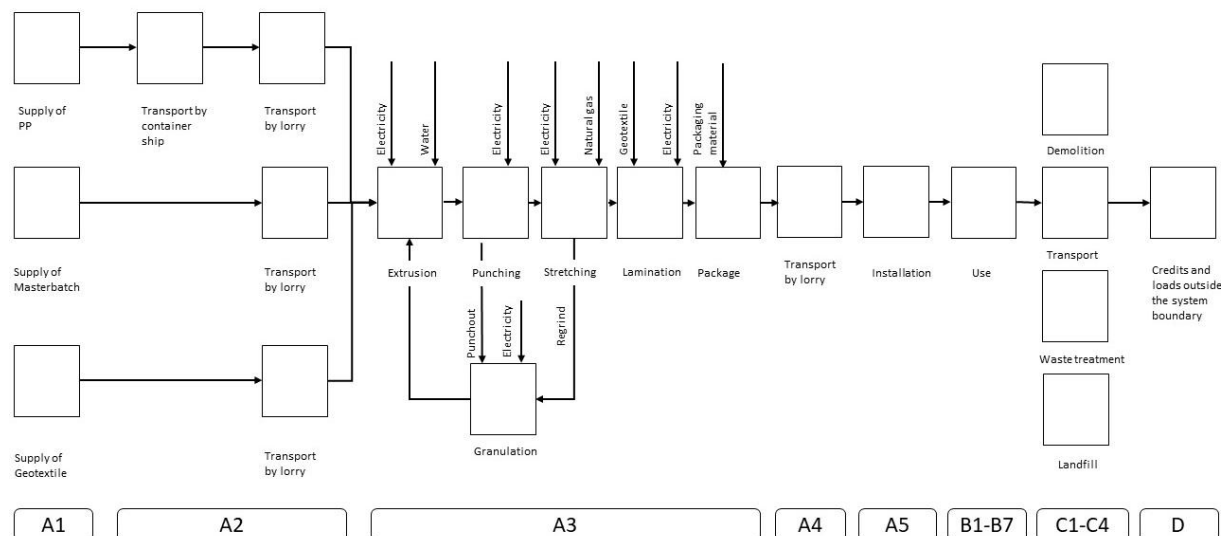 Supply of
PP
Transport by
container
ship
Transport
by lorry
Electricity
Water
Electricity
Electricity
Natural gas
Geotextile
Electricity
Packaging
material
Demolition
Supply of
Masterbatch
Transport
by lorry
Extrusion
Punching
Stretching
Lamination
Package
Transport
by lorry
Installation
Use
Transport
Credits and
loads outside
the system
boundary
Punchout
Electricity
Regrind
Waste treatment
Supply of
Geotextile
Transport
by lorry
Granulation
Landfill
A1
A2
A3
A4
A5
B1-B7
C1-C4
D